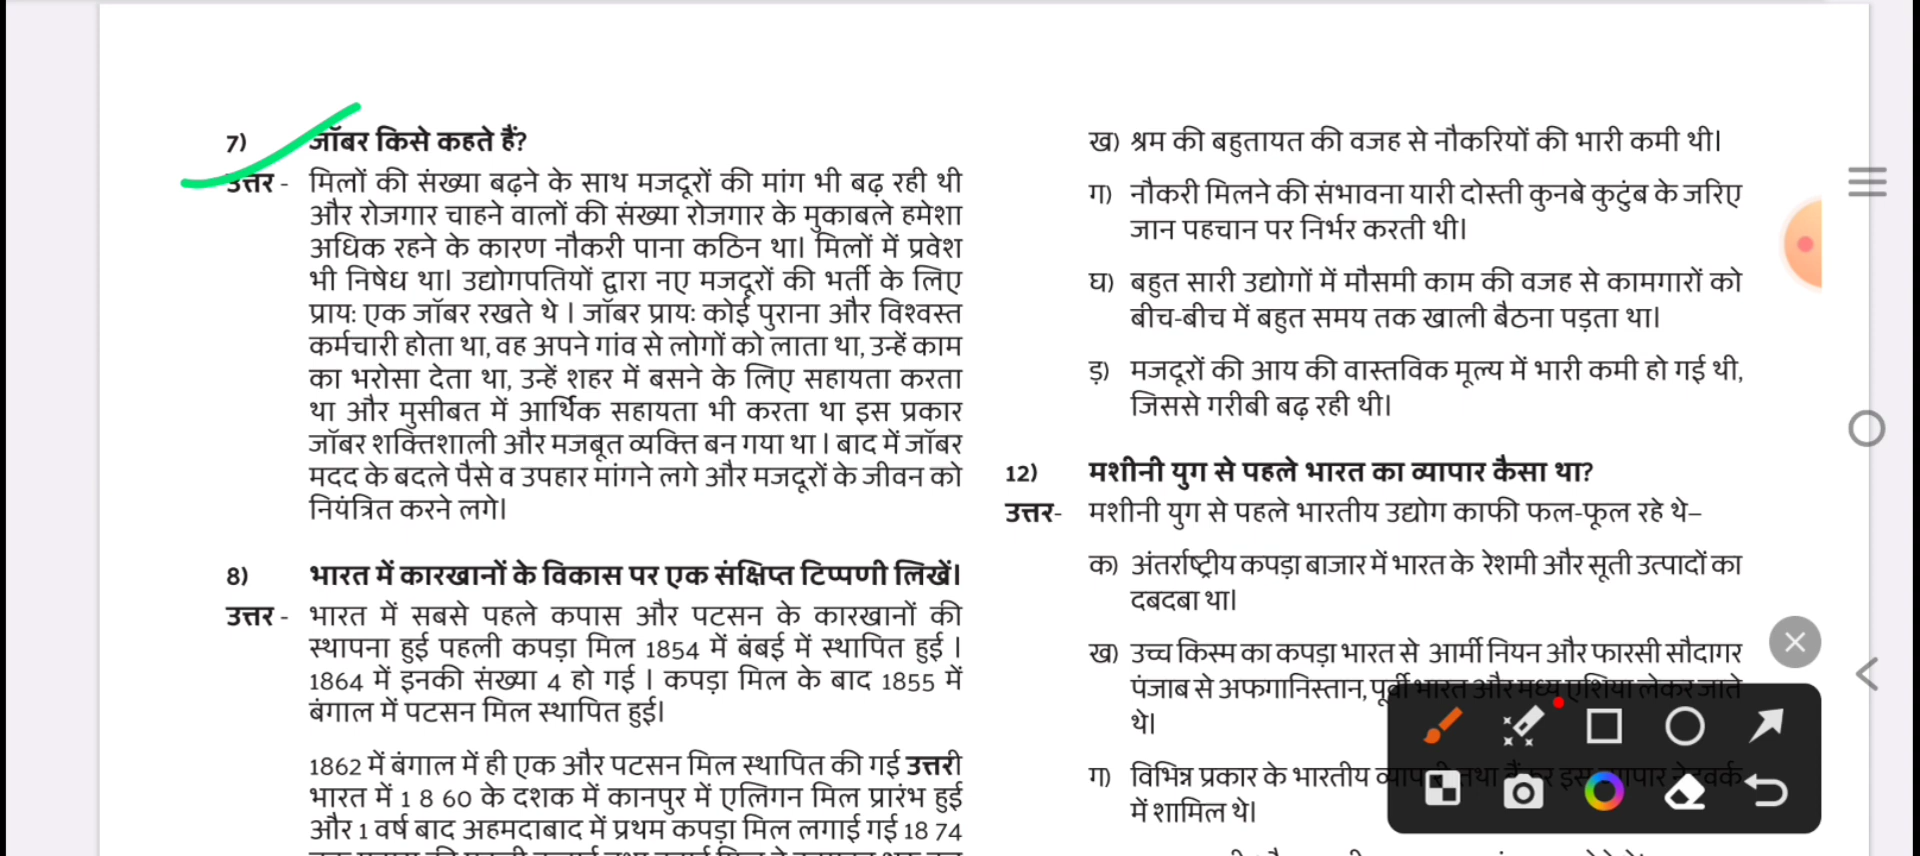 7) जॉबर किसे कहते हैं?
उत्तर - मिलों की संख्या बढ़ने के साथ मजदूरों की मांग भी बढ़ रही थी
और रोजगार चाहने वालों की संख्या रोजगार के मुकाबले हमेशा
अधिक रहने के कारण नौकरी पाना कठिन था। मिलों में प्रवेश
भी निषेध था। उद्योगपतियों द्वारा नए मजदूरों की भर्ती के लिए
प्रायः एक जॉबर रखते थे । जॉबर प्रायः कोई पुराना और विश्वस्त
कर्मचारी होता था, वह अपने गांव से लोगों को लाता था, उन्हें काम
का भरोसा देता था, उन्हें शहर में बसने के लिए सहायता करता
था और मुसीबत में आर्थिक सहायता भी करता था इस प्रकार
जॉबर शक्तिशाली और मजबूत व्यक्ति बन गया था । बाद में जॉबर
मदद के बदले पैसे व उपहार मांगने लगे और मजदूरों के जीवन को
नियंत्रित करने लगे।
8) भारत में कारखानों के विकास पर एक संक्षिप्त टिप्पणी लिखें।
उत्तर - भारत में सबसे पहले कपास और पटसन के कारखानों की
स्थापना हुई पहली कपड़ा मिल 1854 में बंबई में स्थापित हुई ।
1864 में इनकी संख्या 4 हो गई । कपड़ा मिल के बाद 1855 में
बंगाल में पटसन मिल स्थापित हुई।
1862 में बंगाल में ही एक और पटसन मिल स्थापित की गई उत्तरी
भारत में 1 8 60 के दशक में कानपुर में एलिगन मिल प्रारंभ हुई
और 1 वर्ष बाद अहमदाबाद में प्रथम कपड़ा मिल लगाई गई 18 74
ख) श्रम की बहुतायत की वजह से नौकरियों की भारी कमी थी।
ग) नौकरी मिलने की संभावना यारी दोस्ती कुनबे कुटुंब के जरिए
जान पहचान पर निर्भर करती थी।
घ) बहुत सारी उद्योगों में मौसमी काम की वजह से कामगारों को
बीच-बीच में बहुत समय तक खाली बैठना पड़ता था।
ड़) मजदूरों की आय की वास्तविक मूल्य में भारी कमी हो गई थी,
जिससे गरीबी बढ़ रही थी।
12) मशीनी युग से पहले भारत का व्यापार कैसा था?
उत्तर- मशीनी युग से पहले भारतीय उद्योग काफी फल-फूल रहे थे–
क) अंतर्राष्ट्रीय कपड़ा बाजार में भारत के रेशमी और सूती उत्पादों का
दबदबा था।
ख) उच्च किस्म का कपड़ा भारत से आर्मी नियन और फारसी सौदागर
पंजाब से अफगानिस्तान, पूर्वी भारत और मध्य एशिया लेकर जाते
थे।
ग) विभिन्न प्रकार के भारतीय
में शामिल थे।